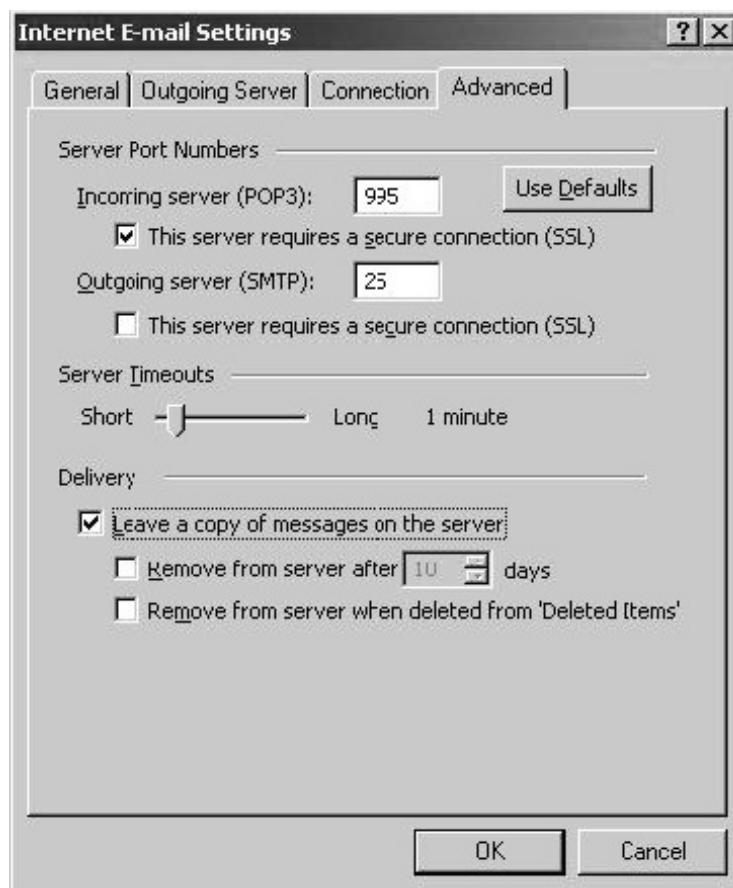 Internet E-mail Settings
General Outgoing Server Connection Advanced
Server Port Numbers
Incoming server (POP3): 995 Use Defaults
This server requires a secure connection (SSL)
Outgoing server (SMTP): 25
This server requires a secure connection (SSL)
Server Timeouts
Short Long 1 minute
Delivery
Leave a copy of messages on the server
Remove from server after 10 days
Remove from server when deleted from 'Deleted Items'
OK Cancel